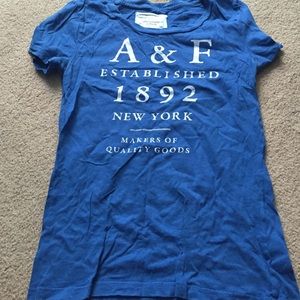 A & F
ESTABLISHED
1892
NEW YORK
MAKERS OF
QUALITY GOODS